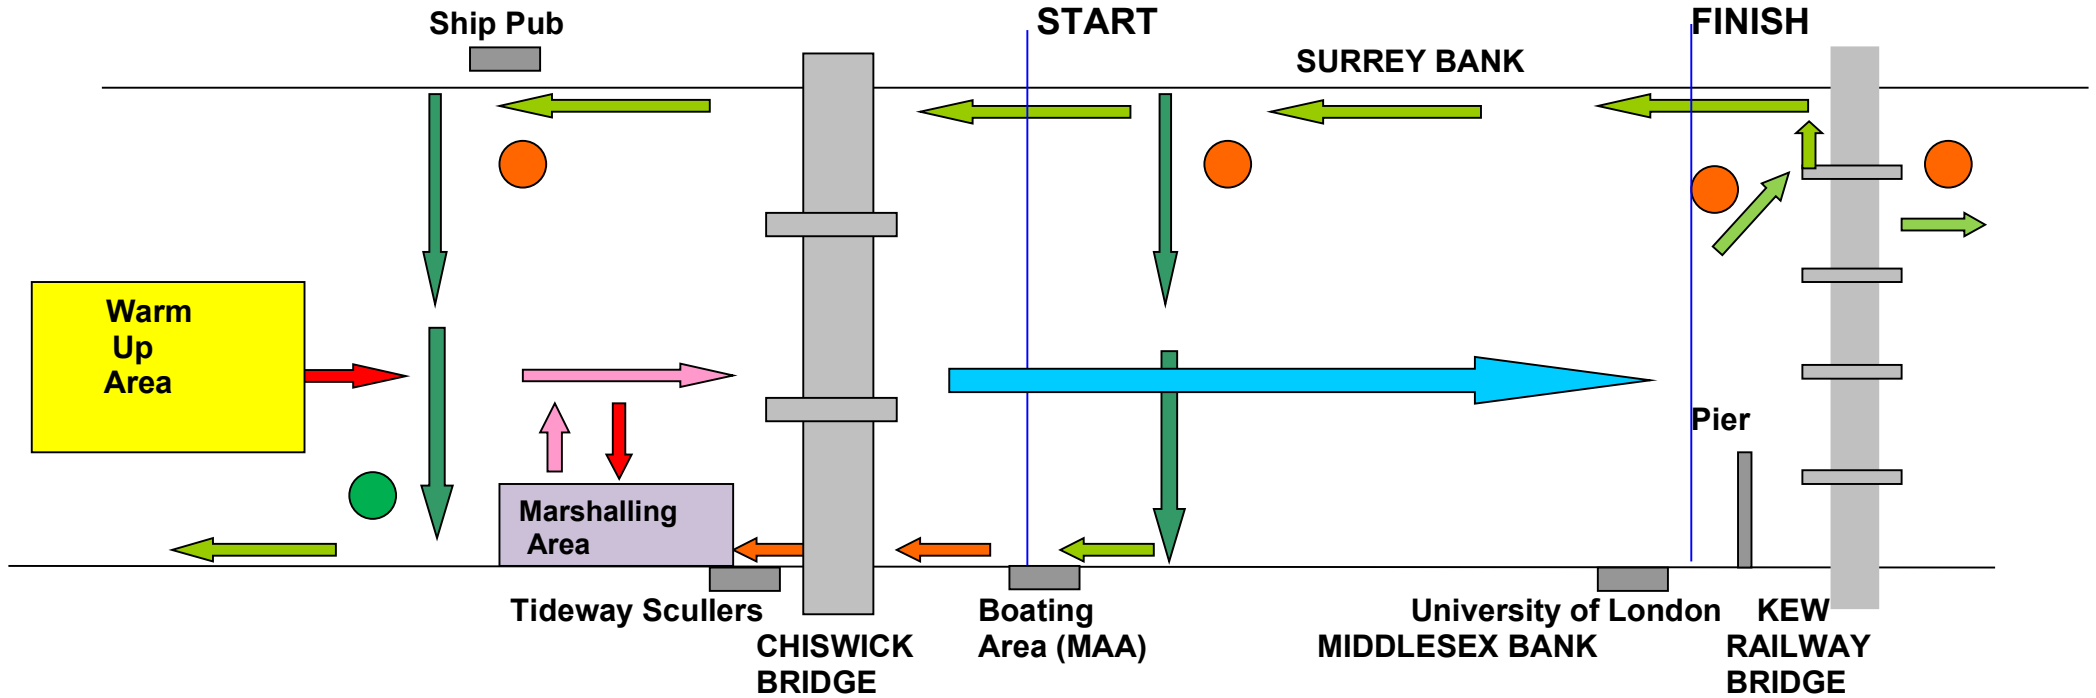 Ship Pub
START
FINISH
SURREY BANK
Warm
Up
Area
Pier
Marshalling
Area
Tideway Scullers
Boating
Area (MAA)
University of London
KEW
RAILWAY
BRIDGE
CHISWICK
BRIDGE
MIDDLESEX BANK